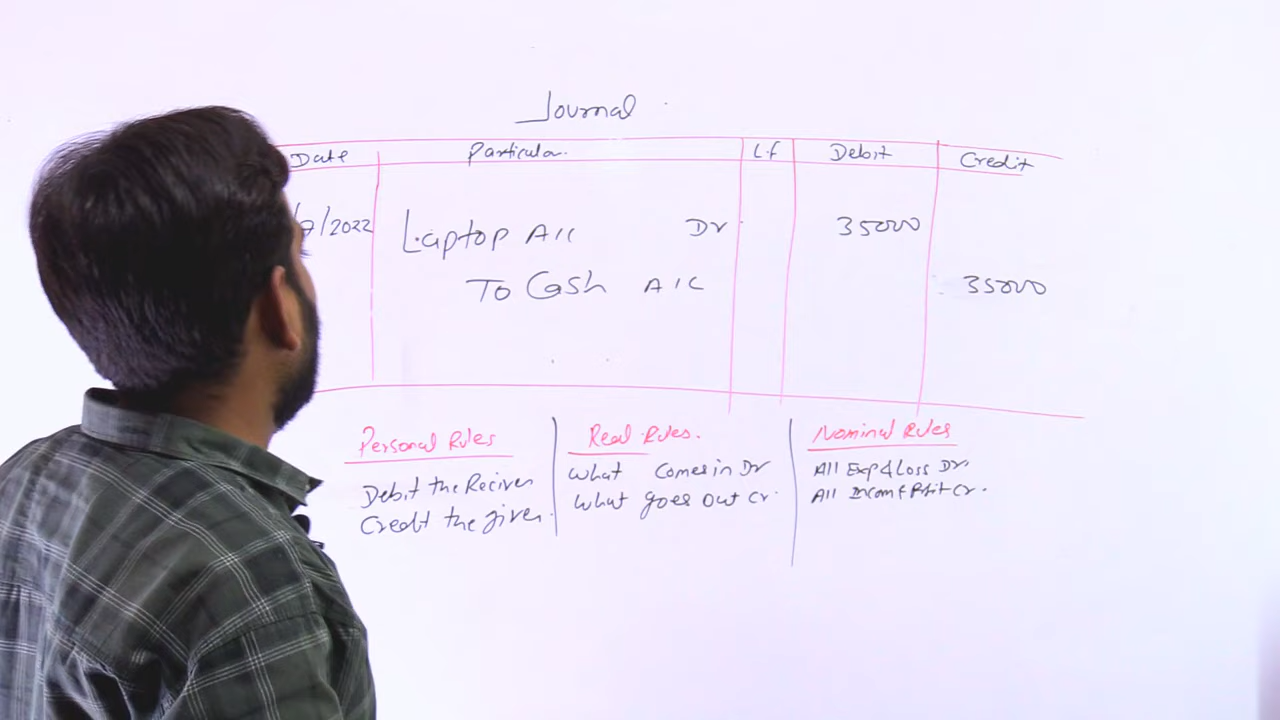 Journal
Date Particular. L.f Debit Credit
/2022 Laptop A/C Dr 35000
To Cash A/C 35000
Personal Rules
Debit the Reciver
Credit the giver.
Real Rules.
What Comes in Dr
What goes out Cr.
Nominal Rules
All Exp & Loss Dr.
All Income & Profit Cr.